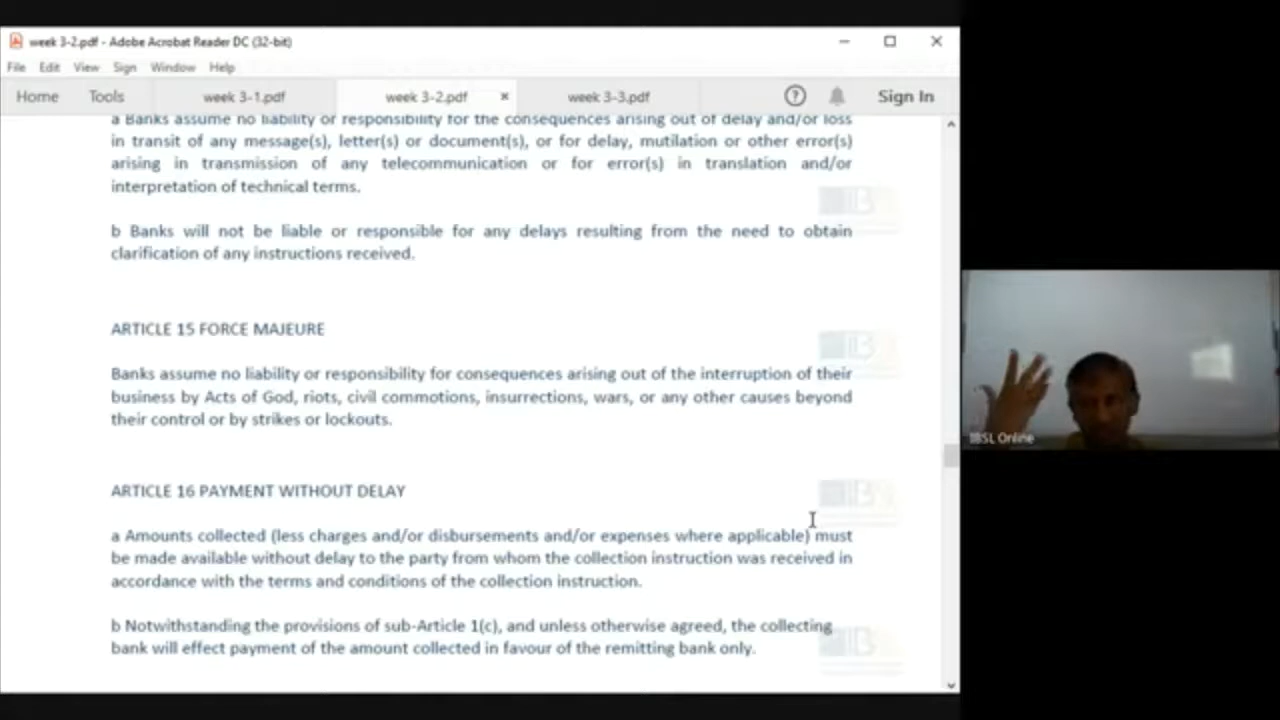 week 3-2.pdf - Adobe Acrobat Reader DC (32-bit)
File Edit View Sign Window Help
Home Tools week 3-1.pdf week 3-2.pdf × week 3-3.pdf ? Sign In
a Banks assume no liability or responsibility for the consequences arising out of delay and/or loss
in transit of any message(s), letter(s) or document(s), or for delay, mutilation or other error(s)
arising in transmission of any telecommunication or for error(s) in translation and/or
interpretation of technical terms.
b Banks will not be liable or responsible for any delays resulting from the need to obtain
clarification of any instructions received.
ARTICLE 15 FORCE MAJEURE
Banks assume no liability or responsibility for consequences arising out of the interruption of their
business by Acts of God, riots, civil commotions, insurrections, wars, or any other causes beyond
their control or by strikes or lockouts.
ARTICLE 16 PAYMENT WITHOUT DELAY
a Amounts collected (less charges and/or disbursements and/or expenses where applicable) must
be made available without delay to the party from whom the collection instruction was received in
accordance with the terms and conditions of the collection instruction.
b Notwithstanding the provisions of sub-Article 1(c), and unless otherwise agreed, the collecting
bank will effect payment of the amount collected in favour of the remitting bank only.
IBSL Online